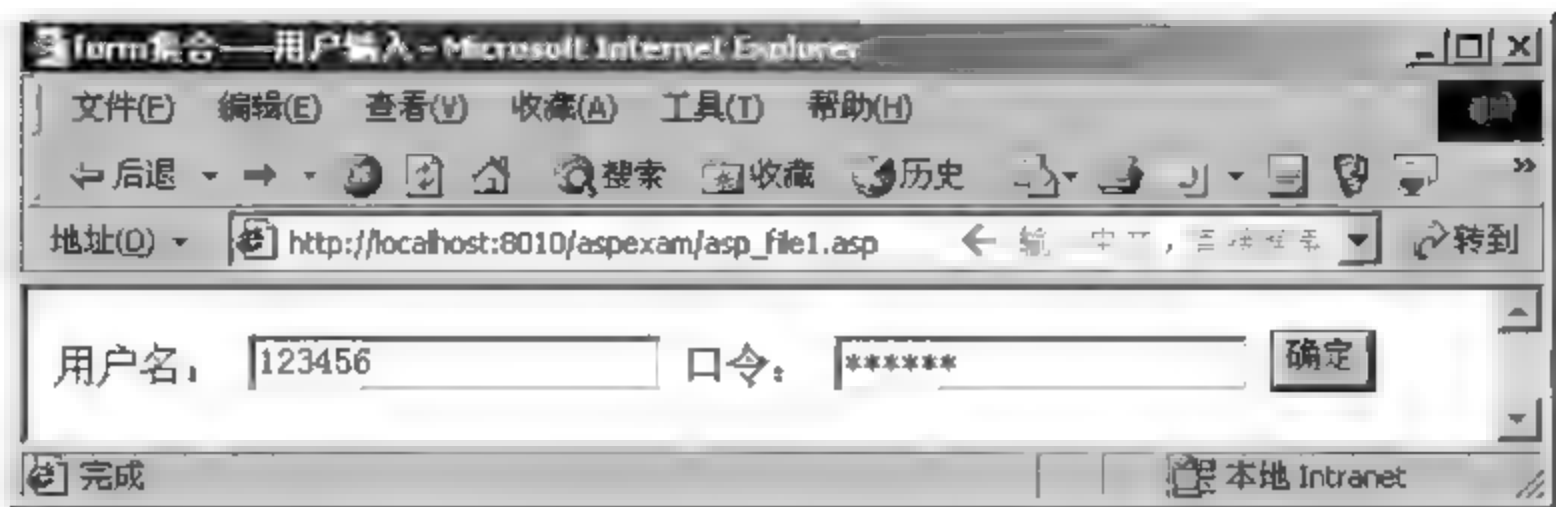 form集合——用户输入 - Microsoft Internet Explorer
文件(F) 编辑(E) 查看(V) 收藏(A) 工具(T) 帮助(H)
后退 搜索 收藏 历史 »
地址(D) http://localhost:8010/aspexam/asp_file1.asp 转到
用户名: 123456 口令: ****** 确定
完成 本地 Intranet